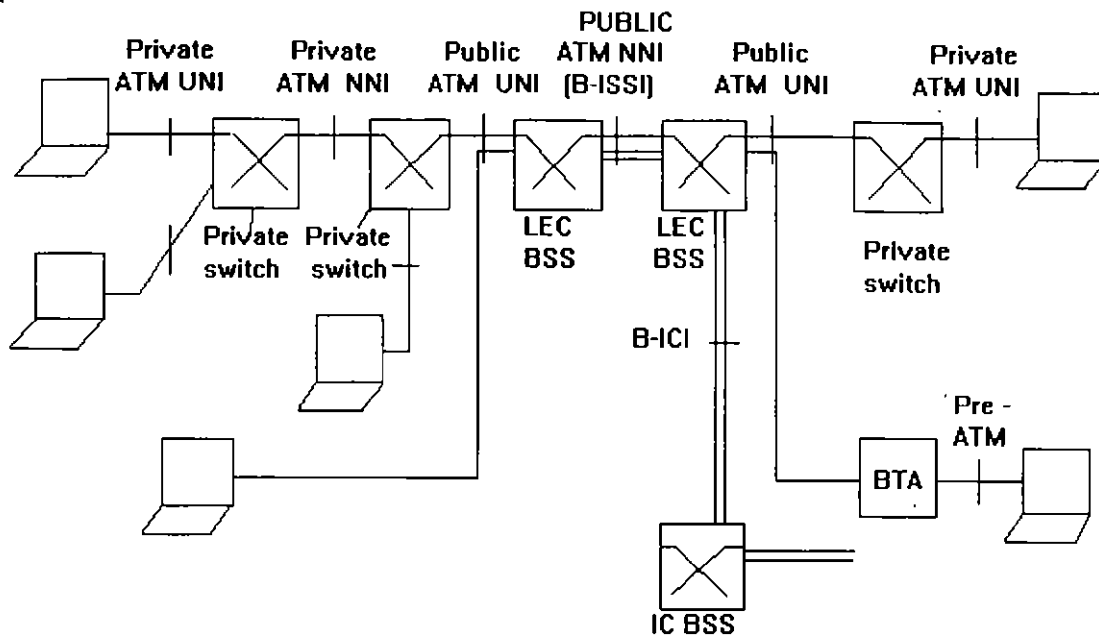 Private
ATM UNI
Private
ATM NNI
Public
ATM UNI
PUBLIC
ATM NNI
(B-ISSI)
Public
ATM UNI
Private
ATM UNI
Private
switch
Private
switch
LEC
BSS
LEC
BSS
Private
switch
B-ICI
Pre -
ATM
BTA
IC BSS